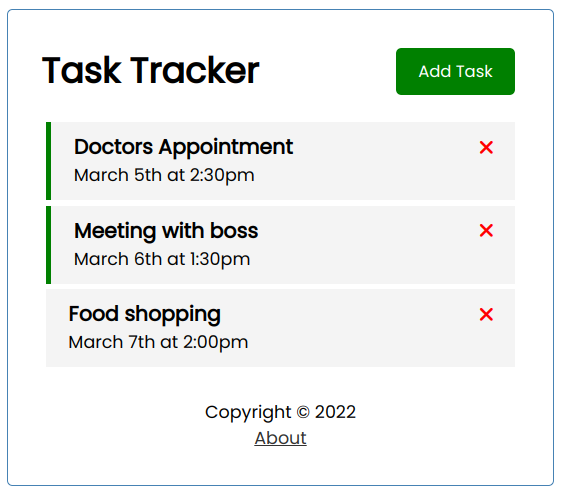 Task Tracker
Add Task
Doctors Appointment
March 5th at 2:30pm
Meeting with boss
March 6th at 1:30pm
Food shopping
March 7th at 2:00pm
Copyright © 2022
About